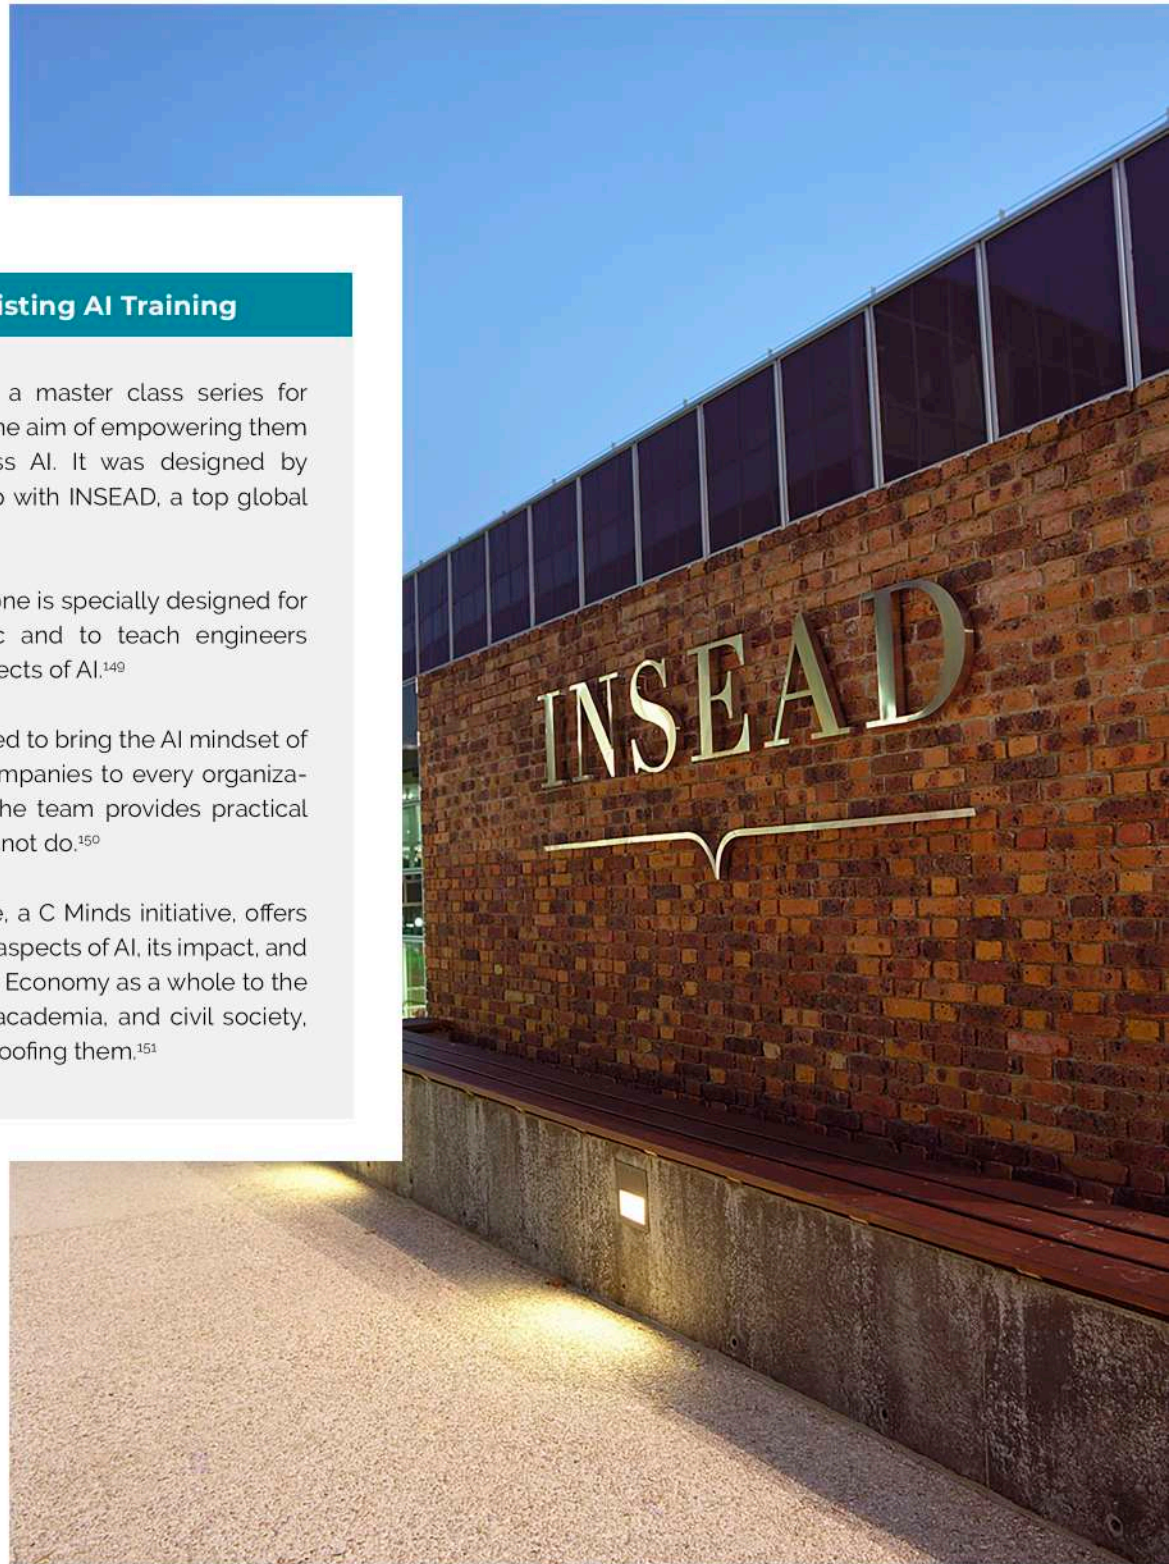 isting AI Training
a master class series for
ne aim of empowering them
ss AI. It was designed by
p with INSEAD, a top global
ne is specially designed for
c and to teach engineers
ects of AI.149
ed to bring the AI mindset of
mpanies to every organiza-
he team provides practical
not do.150
e, a C Minds initiative, offers
aspects of AI, its impact, and
Economy as a whole to the
academia, and civil society,
oofing them.151
INSEAD